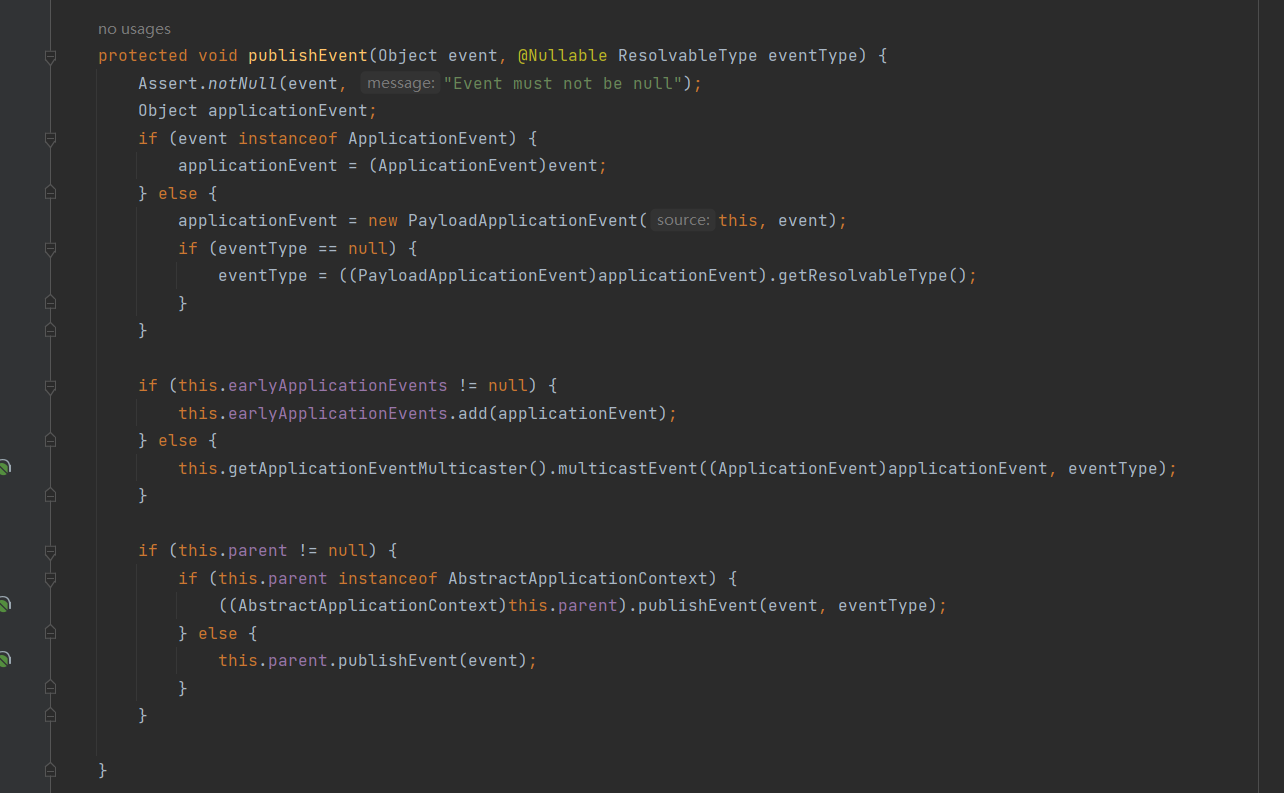 no usages
protected void publishEvent(Object event, @Nullable ResolvableType eventType) {
    Assert.notNull(event, message: "Event must not be null");
    Object applicationEvent;
    if (event instanceof ApplicationEvent) {
        applicationEvent = (ApplicationEvent)event;
    } else {
        applicationEvent = new PayloadApplicationEvent( source: this, event);
        if (eventType == null) {
            eventType = ((PayloadApplicationEvent)applicationEvent).getResolvableType();
        }
    }

    if (this.earlyApplicationEvents != null) {
        this.earlyApplicationEvents.add(applicationEvent);
    } else {
        this.getApplicationEventMulticaster().multicastEvent((ApplicationEvent)applicationEvent, eventType);
    }

    if (this.parent != null) {
        if (this.parent instanceof AbstractApplicationContext) {
            ((AbstractApplicationContext)this.parent).publishEvent(event, eventType);
        } else {
            this.parent.publishEvent(event);
        }
    }

}